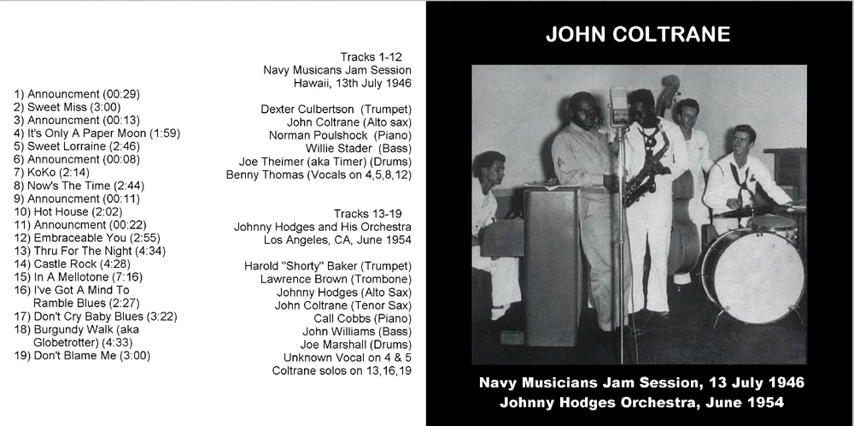 1) Announcment (00:29)
2) Sweet Miss (3:00)
3) Announcment (00:13)
4) It's Only A Paper Moon (1:59)
5) Sweet Lorraine (2:46)
6) Announcment (00:08)
7) KoKo (2:14)
8) Now's The Time (2:44)
9) Announcment (00:11)
10) Hot House (2:02)
11) Announcment (00:22)
12) Embraceable You (2:55)
13) Thru For The Night (4:34)
14) Castle Rock (4:28)
15) In A Mellotone (7:16)
16) I've Got A Mind To
Ramble Blues (2:27)
17) Don't Cry Baby Blues (3:22)
18) Burgundy Walk (aka
Globetrotter) (4:33)
19) Don't Blame Me (3:00)
Tracks 1-12
Navy Musicans Jam Session
Hawaii, 13th July 1946
Dexter Culbertson (Trumpet)
John Coltrane (Alto sax)
Norman Poulshock (Piano)
Willie Stader (Bass)
Joe Theimer (aka Timer) (Drums)
Benny Thomas (Vocals on 4,5,8,12)
Tracks 13-19
Johnny Hodges and His Orchestra
Los Angeles, CA, June 1954
Harold "Shorty" Baker (Trumpet)
Lawrence Brown (Trombone)
Johnny Hodges (Alto Sax)
John Coltrane (Tenor Sax)
Call Cobbs (Piano)
John Williams (Bass)
Joe Marshall (Drums)
Unknown Vocal on 4 & 5
Coltrane solos on 13,16,19
JOHN COLTRANE
Navy Musicians Jam Session, 13 July 1946
Johnny Hodges Orchestra, June 1954